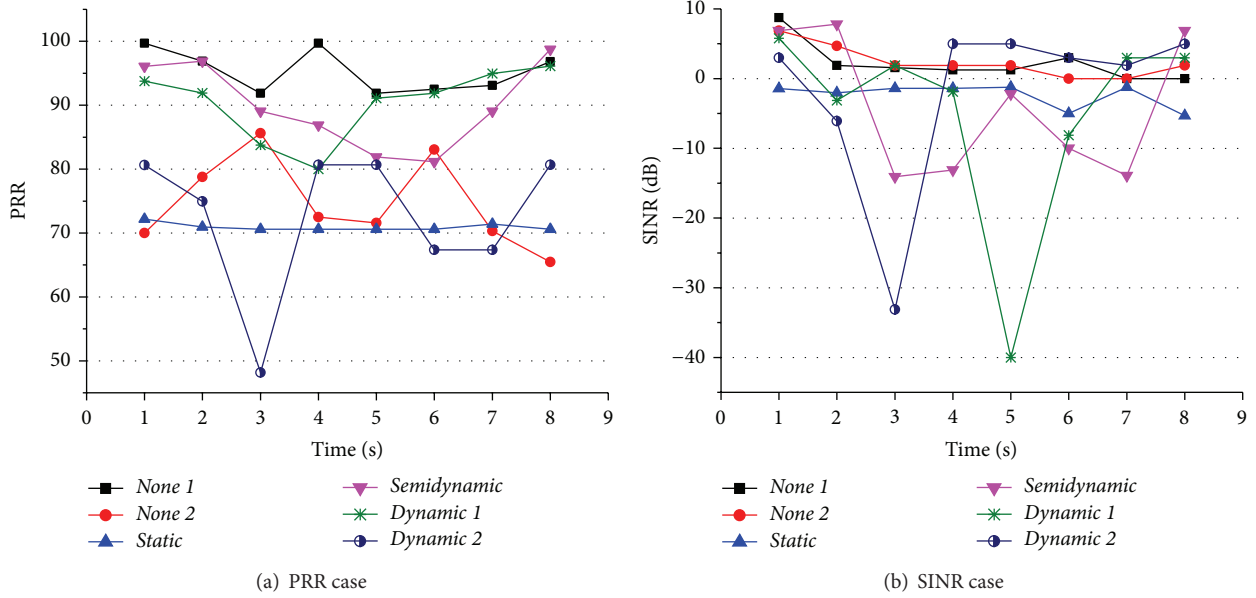 PRR
100
90
80
70
60
50
0 1 2 3 4 5 6 7 8 9
Time (s)
None 1
None 2
Static
Semidynamic
Dynamic 1
Dynamic 2
(a) PRR case
SINR (dB)
10
0
−10
−20
−30
−40
0 1 2 3 4 5 6 7 8 9
Time (s)
None 1
None 2
Static
Semidynamic
Dynamic 1
Dynamic 2
(b) SINR case